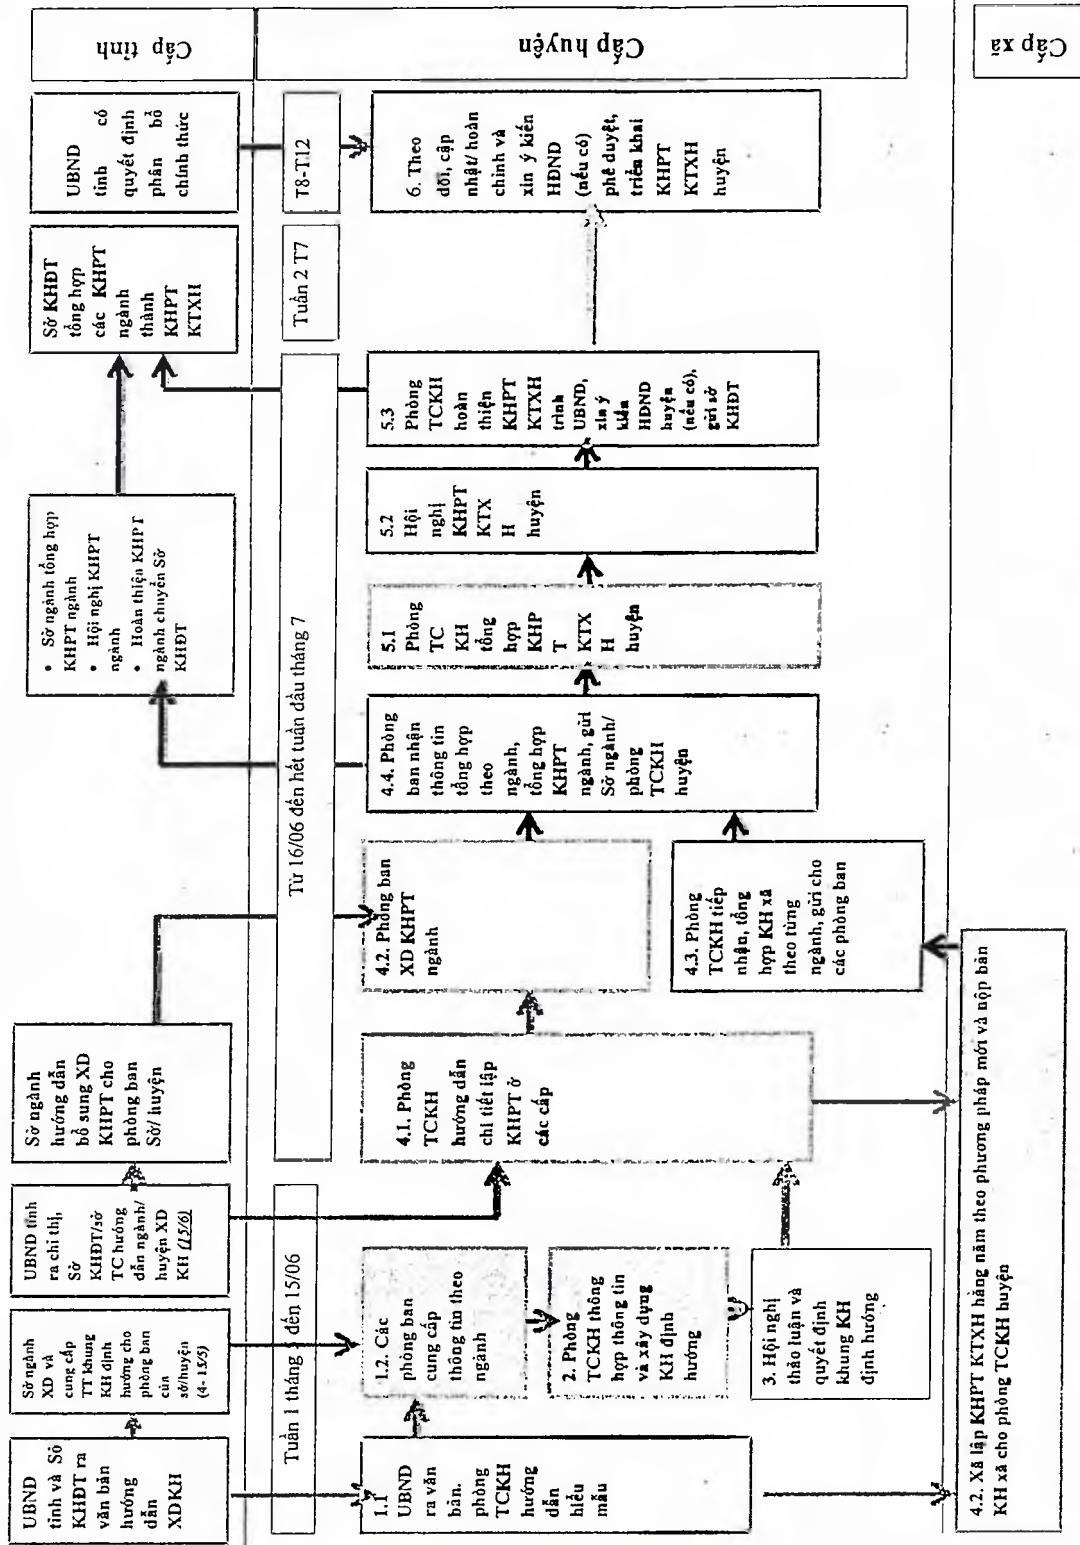 Cấp tỉnh
UBND
tỉnh và Sở
KHĐT ra
văn bản
hướng
dẫn
XDKH
Sở ngành
XD và
cung cấp
TT khung
KH định
hướng cho
phòng ban
của
sở/huyện
(4- 15/5)
UBND tỉnh
ra chỉ thị,
Sở
KHĐT/sở
TC hướng
dẫn ngành/
huyện XD
KH (15/6)
Sở ngành
hướng dẫn
bổ sung XD
KHPT cho
phòng ban
Sở/ huyện
• Sở ngành tổng hợp
KHPT ngành
• Hội nghị KHPT
ngành
• Hoàn thiện KHPT
ngành chuyển Sở
KHĐT
Sở KHĐT
tổng hợp
các KHPT
ngành
thành
KHPT
KTXH
UBND
tỉnh có
quyết định
phân bổ
chính thức
Tuần 1 tháng 5 đến 15/06
Từ 16/06 đến hết tuần đầu tháng 7
Tuần 2 T7
T8-T12
Cấp huyện
1.1
UBND
ra văn
bản.
phòng
TCKH
hướng
dẫn
biểu
mẫu
1.2. Các
phòng ban
cung cấp
thông tin theo
ngành
2. Phòng
TCKH thông
hợp thông tin
và xây dựng
KH định
hướng
3. Hội nghị
thảo luận và
quyết định
khung KH
định hướng
4.1. Phòng
TCKH
hướng dẫn
chi tiết lập
KHPT ở
các cấp
4.2. Phòng ban
XD KHPT
ngành
4.3. Phòng
TCKH tiếp
nhận, tổng
hợp KH xã
theo từng
ngành, gửi cho
các phòng ban
4.4. Phòng
ban nhận
thông tin
tổng hợp
theo
ngành,
tổng hợp
KHPT
ngành, gửi
Sở ngành/
phòng
TCKH
huyện
5.1
Phòng
TC
KH
tổng
hợp
KHP
T
KTX
H
huyện
5.2
Hội
nghị
KHPT
KTX
H
huyện
5.3
Phòng
TCKH
hoàn
thiện
KHPT
KTXH
trình
UBND,
xin ý
kiến
HĐND
huyện
(nếu có),
gửi sở
KHĐT
6. Theo
dõi, cập
nhật/ hoàn
chỉnh và
xin ý kiến
HĐND
(nếu có)
phê duyệt,
triển khai
KHPT
KTXH
huyện
Cấp xã
4.2. Xã lập KHPT KTXH hàng năm theo phương pháp mới và nộp bản
KH xã cho phòng TCKH huyện